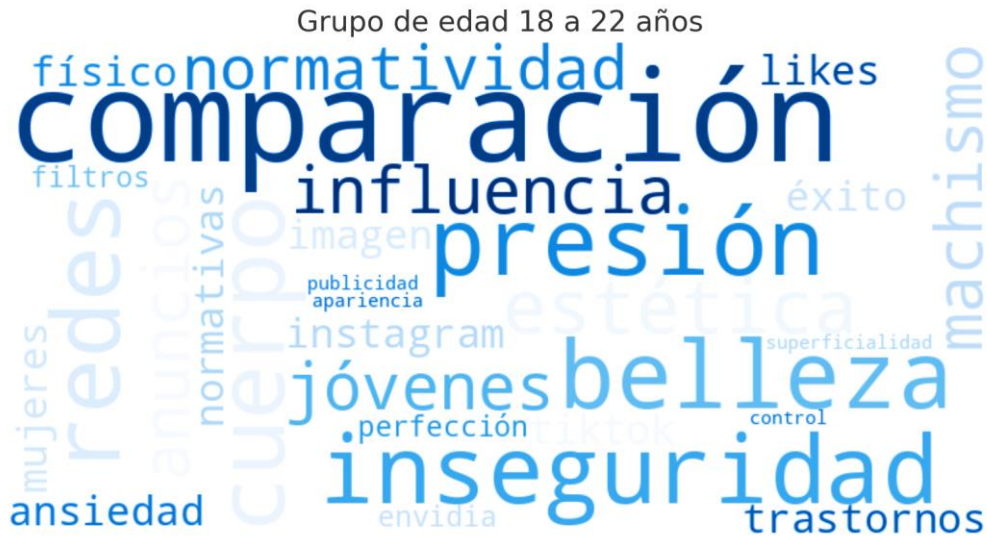 Grupo de edad 18 a 22 años
físico
normatividad
likes
comparación
machismo
filtros
influencia
éxito
redes
anuncios
normativas
cuerpo
imagen
presión
publicidad
apariencia
estética
instagram
superficialidad
mujeres
jóvenes
belleza
perfección
tiktok
control
inseguridad
ansiedad
envidia
trastornos